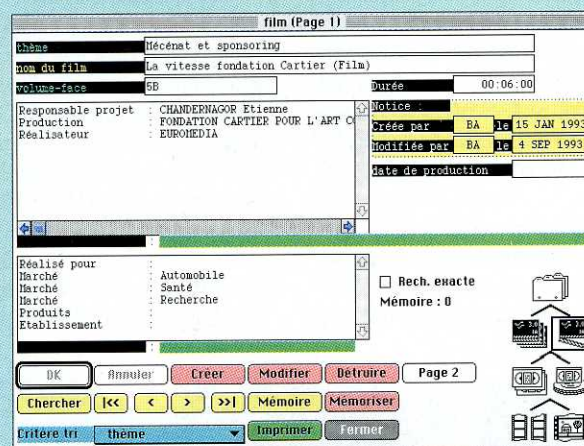 film (Page 1)
thème Mécénat et sponsoring
nom du film La vitesse fondation Cartier (Film)
volume-face 5B
Durée 00:06:00
Responsable projet : CHANDERNAGOR Etienne
Production : FONDATION CARTIER POUR L'ART
Réalisateur : EUROMEDIA
Notice :
Créée par BA le 15 JAN 1993
Modifiée par BA le 4 SEP 1993
date de production
Réalisé pour :
Marché : Automobile
Marché : Santé
Marché : Recherche
Produits :
Etablissement :
Rech. exacte
Mémoire : 0
OK Annuler Créer Modifier Détruire Page 2
Chercher |<< < > >>| Mémoire Mémoriser
Critère tri thème Imprimer Fermer